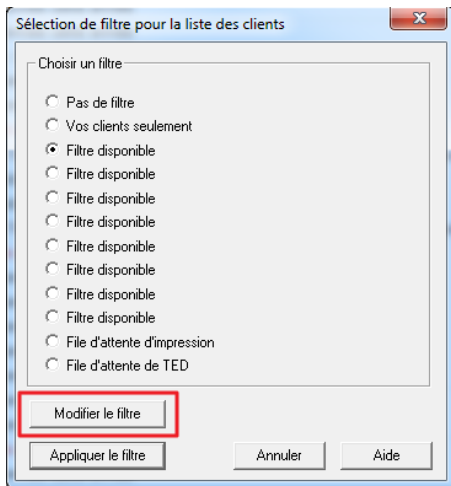 Sélection de filtre pour la liste des clients
Choisir un filtre
Pas de filtre
Vos clients seulement
Filtre disponible
Filtre disponible
Filtre disponible
Filtre disponible
Filtre disponible
Filtre disponible
Filtre disponible
Filtre disponible
File d'attente d'impression
File d'attente de TED
Modifier le filtre
Appliquer le filtre
Annuler
Aide